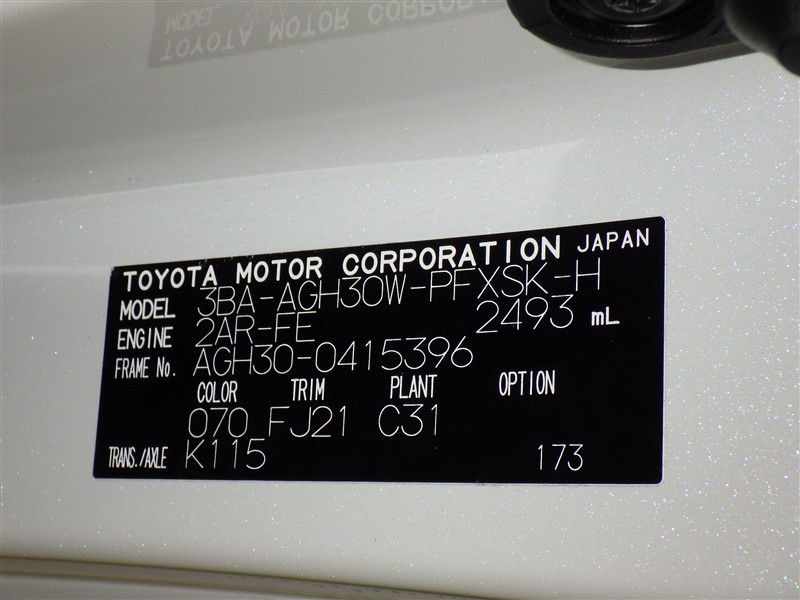 TOYOTA MOTOR CORPORATION JAPAN
MODEL 3BA-AGH30W-PFXSK-H
ENGINE 2AR-FE 2493 mL
FRAME No. AGH30-0415396
COLOR TRIM PLANT OPTION
070 FJ21 C31
TRANS./AXLE K115 173